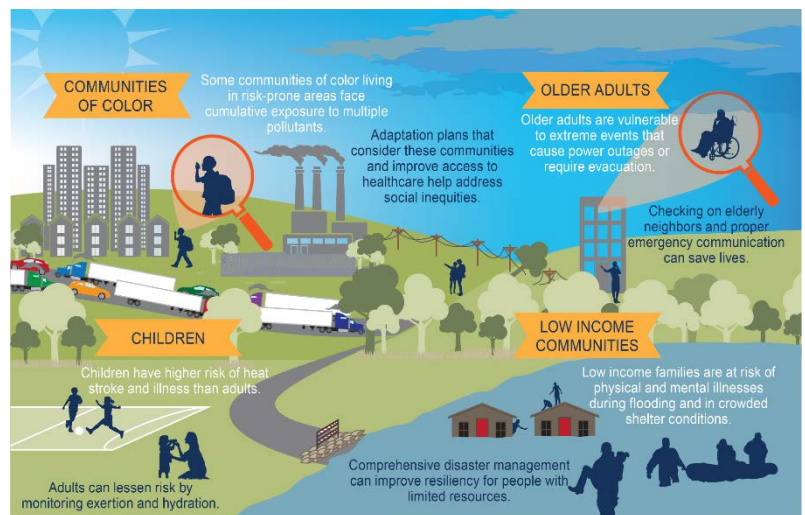 COMMUNITIES
OF COLOR
Some communities of color living
in risk-prone areas face
cumulative exposure to multiple
pollutants.
Adaptation plans that
consider these communities
and improve access to
healthcare help address
social inequities.
OLDER ADULTS
Older adults are vulnerable
to extreme events that
cause power outages or
require evacuation.
Checking on elderly
neighbors and proper
emergency communication
can save lives.
CHILDREN
Children have higher risk of heat
stroke and illness than adults.
Adults can lessen risk by
monitoring exertion and hydration.
LOW INCOME
COMMUNITIES
Low income families are at risk of
physical and mental illnesses
during flooding and in crowded
shelter conditions.
Comprehensive disaster management
can improve resiliency for people with
limited resources.